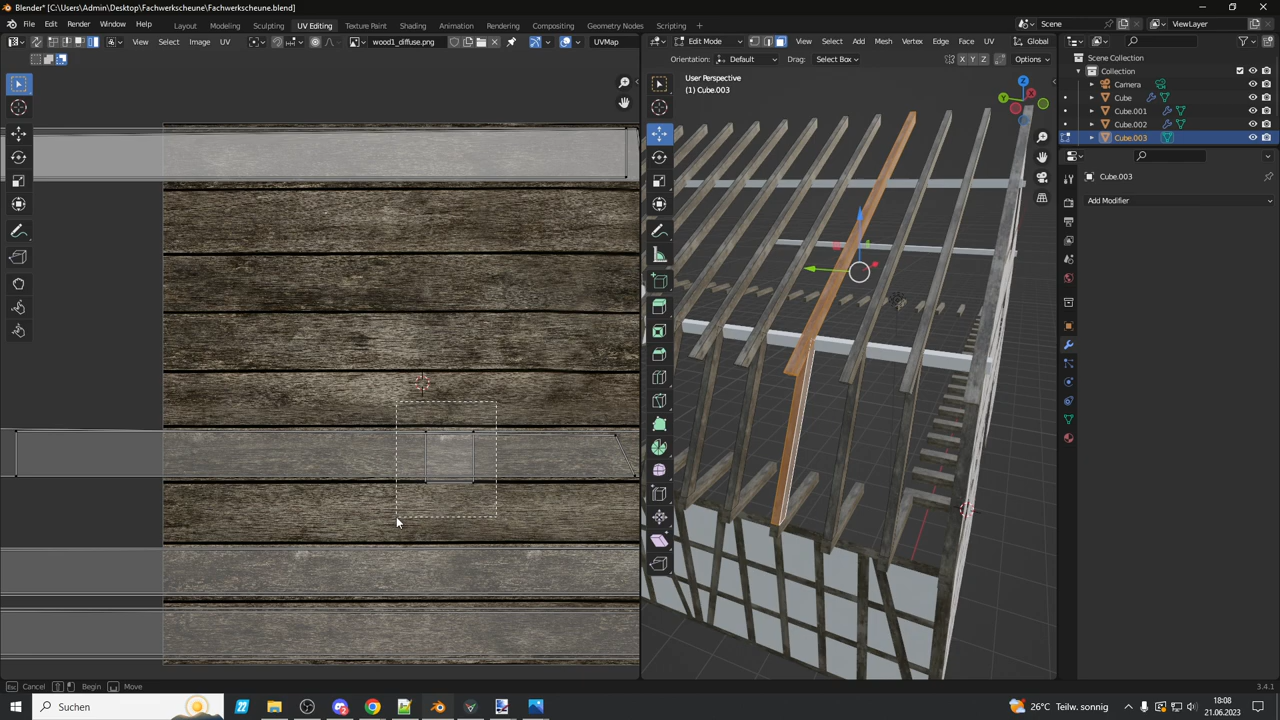 Blender* [C:\Users\Admin\Desktop\Fachwerkscheune\Fachwerkscheune.blend]
File Edit Render Window Help Layout Modeling Sculpting UV Editing Texture Paint Shading Animation Rendering Compositing Geometry Nodes Scripting + Scene ViewLayer
View Select Image UV wood1_diffuse.png UVMap Edit Mode View Select Add Mesh Vertex Edge Face UV Global
Orientation: Default Drag: Select Box X Y Z Options
User Perspective
(1) Cube.003
Z
Y
X
Scene Collection
Collection
Camera
Cube
Cube.001
Cube.002
Cube.003
Cube.003
Add Modifier
Cancel Begin Move 3.4.1
Suchen
26°C Teilw. sonnig
18:08
21.06.2023